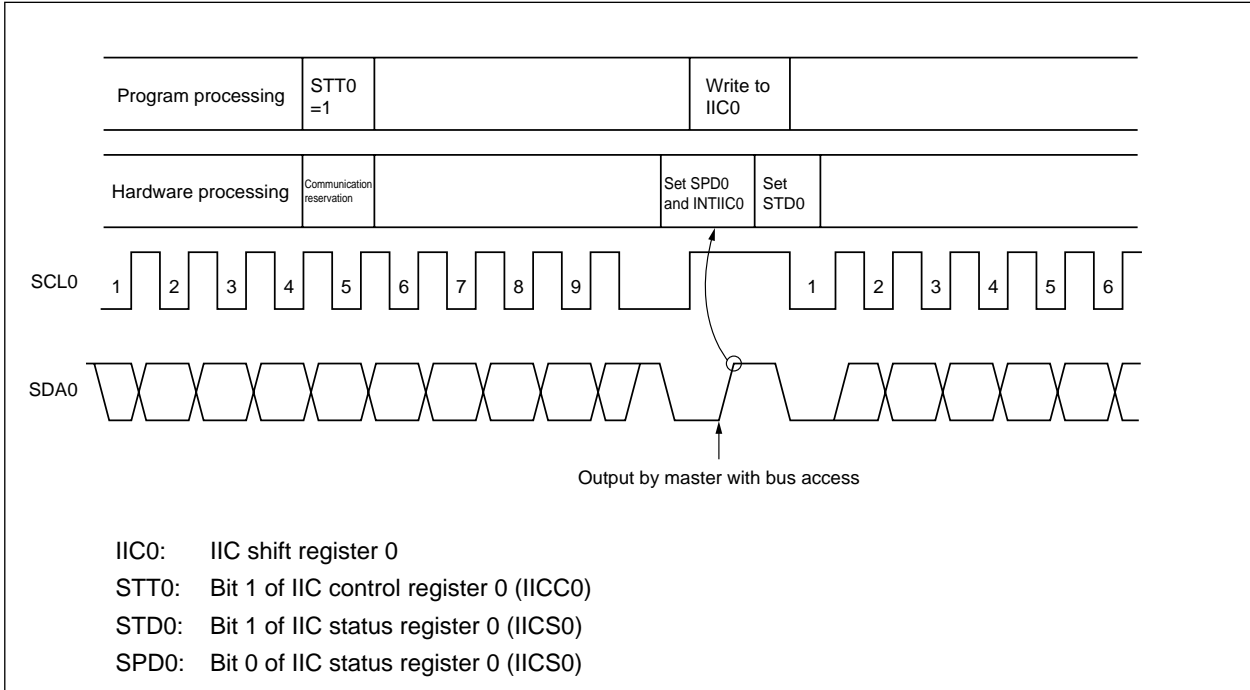 Program processing
STT0
=1
Write to
IIC0
Hardware processing
Communication
reservation
Set SPD0
and INTIIC0
Set
STD0
SCL0
1 2 3 4 5 6 7 8 9 1 2 3 4 5 6
SDA0
Output by master with bus access
IIC0: IIC shift register 0
STT0: Bit 1 of IIC control register 0 (IICC0)
STD0: Bit 1 of IIC status register 0 (IICS0)
SPD0: Bit 0 of IIC status register 0 (IICS0)